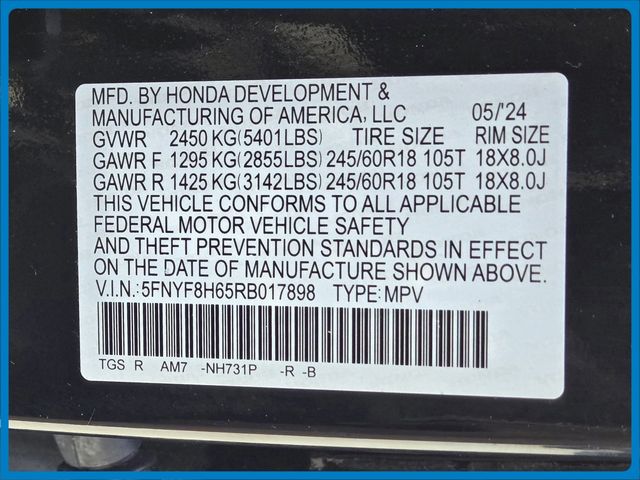 MFD. BY HONDA DEVELOPMENT &
MANUFACTURING OF AMERICA, LLC 05/'24
GVWR 2450 KG(5401LBS) TIRE SIZE RIM SIZE
GAWR F 1295 KG(2855LBS) 245/60R18 105T 18X8.0J
GAWR R 1425 KG(3142LBS) 245/60R18 105T 18X8.0J
THIS VEHICLE CONFORMS TO ALL APPLICABLE
FEDERAL MOTOR VEHICLE SAFETY
AND THEFT PREVENTION STANDARDS IN EFFECT
ON THE DATE OF MANUFACTURE SHOWN ABOVE.
V.I.N.:5FNYF8H65RB017898 TYPE:MPV
TGS R AM7 -NH731P -R -B